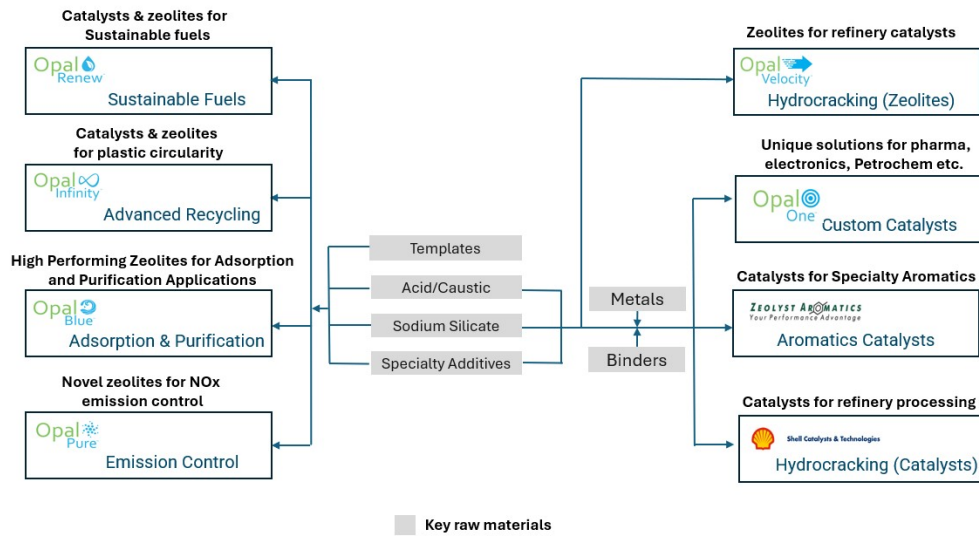 Catalysts & zeolites for
Sustainable fuels
Opal
Renew
Sustainable Fuels
Catalysts & zeolites
for plastic circularity
Opal
Infinity
Advanced Recycling
High Performing Zeolites for Adsorption
and Purification Applications
Opal
Blue
Adsorption & Purification
Novel zeolites for NOx
emission control
Opal
Pure
Emission Control
Templates
Acid/Caustic
Sodium Silicate
Specialty Additives
Metals
Binders
Zeolites for refinery catalysts
Opal
Velocity
Hydrocracking (Zeolites)
Unique solutions for pharma,
electronics, Petrochem etc.
Opal
One
Custom Catalysts
Catalysts for Specialty Aromatics
ZEOLYST AROMATICS
Your Performance Advantage
Aromatics Catalysts
Catalysts for refinery processing
Shell Catalysts & Technologies
Hydrocracking (Catalysts)
Key raw materials